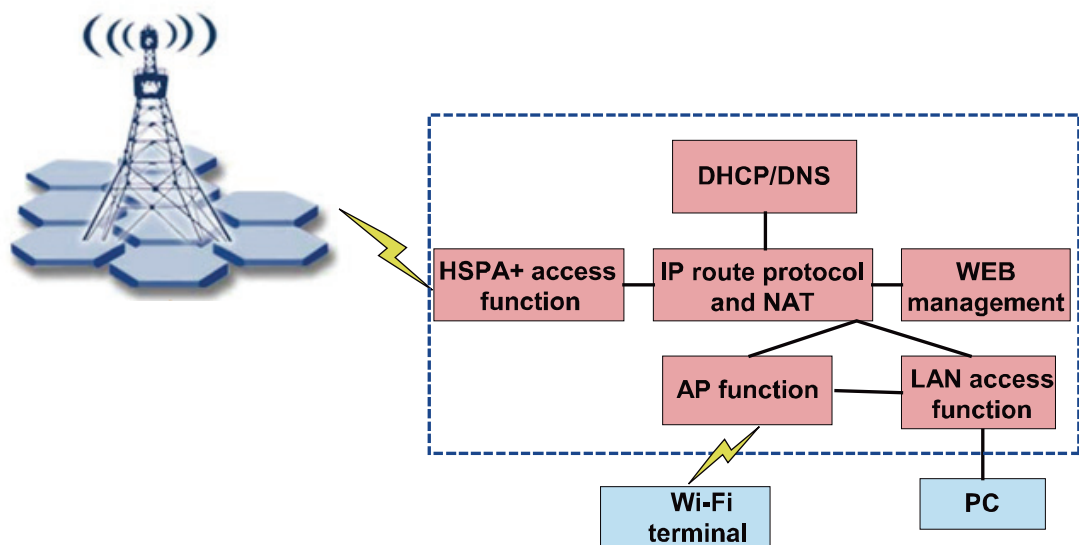 DHCP/DNS
HSPA+ access
function
IP route protocol
and NAT
WEB
management
AP function
LAN access
function
Wi-Fi
terminal
PC